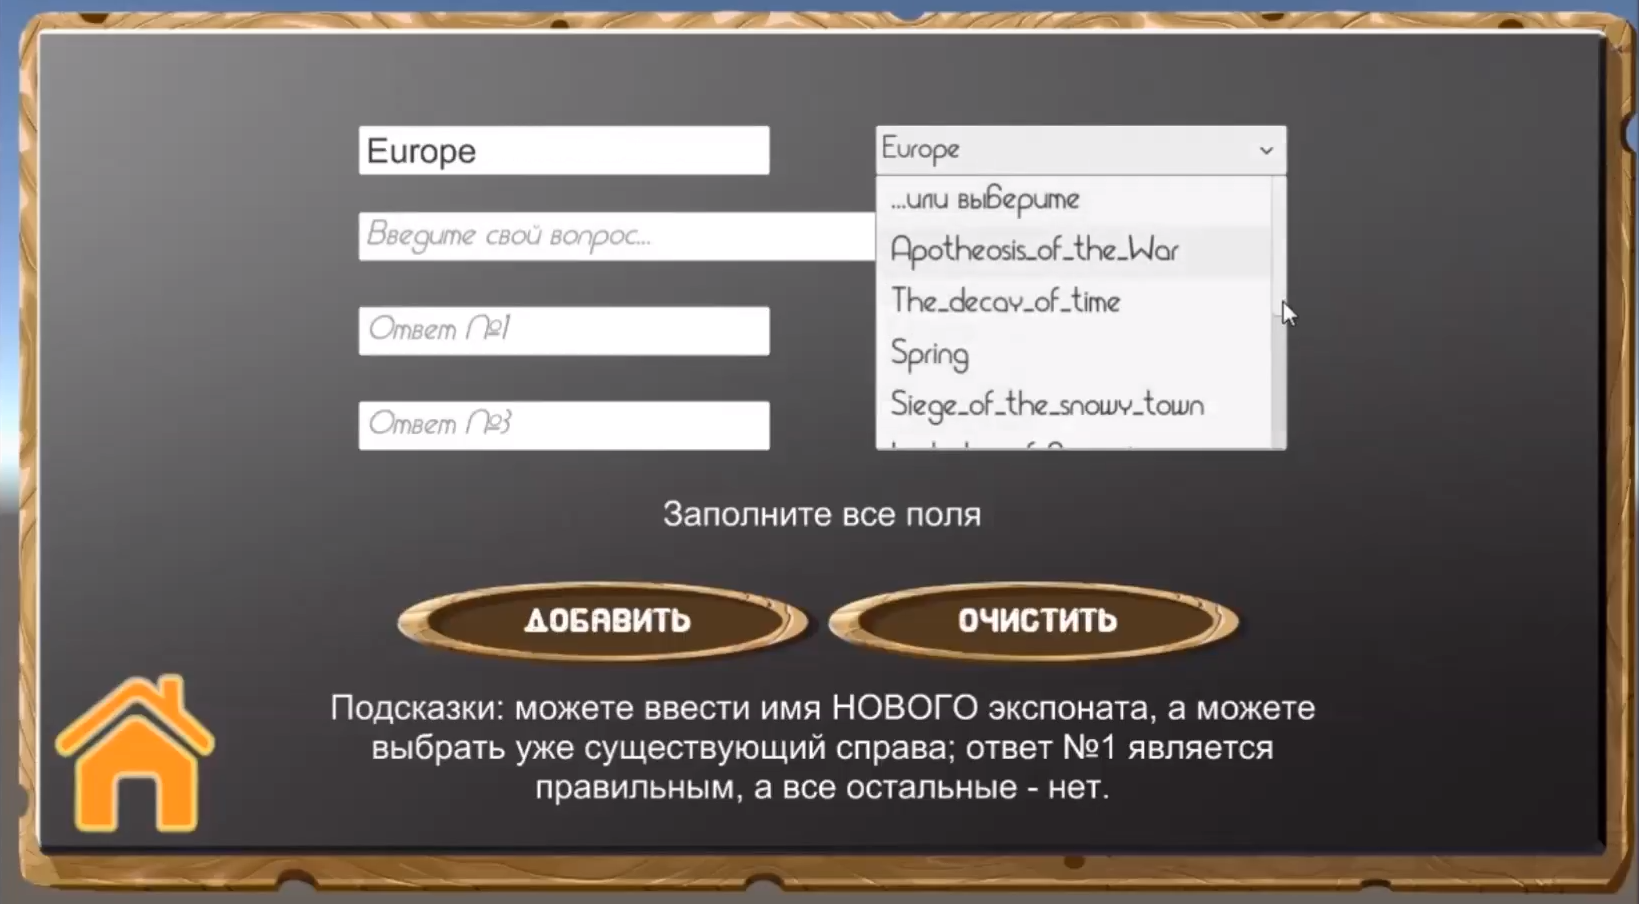 Europe
Europe
...или выберите
Введите свой вопрос...
Apotheosis_of_the_War
The_decay_of_time
Ответ №1
Spring
Siege_of_the_snowy_town
Ответ №3
Заполните все поля
ДОБАВИТЬ
ОЧИСТИТЬ
Подсказки: можете ввести имя НОВОГО экспоната, а можете
выбрать уже существующий справа; ответ №1 является
правильным, а все остальные - нет.